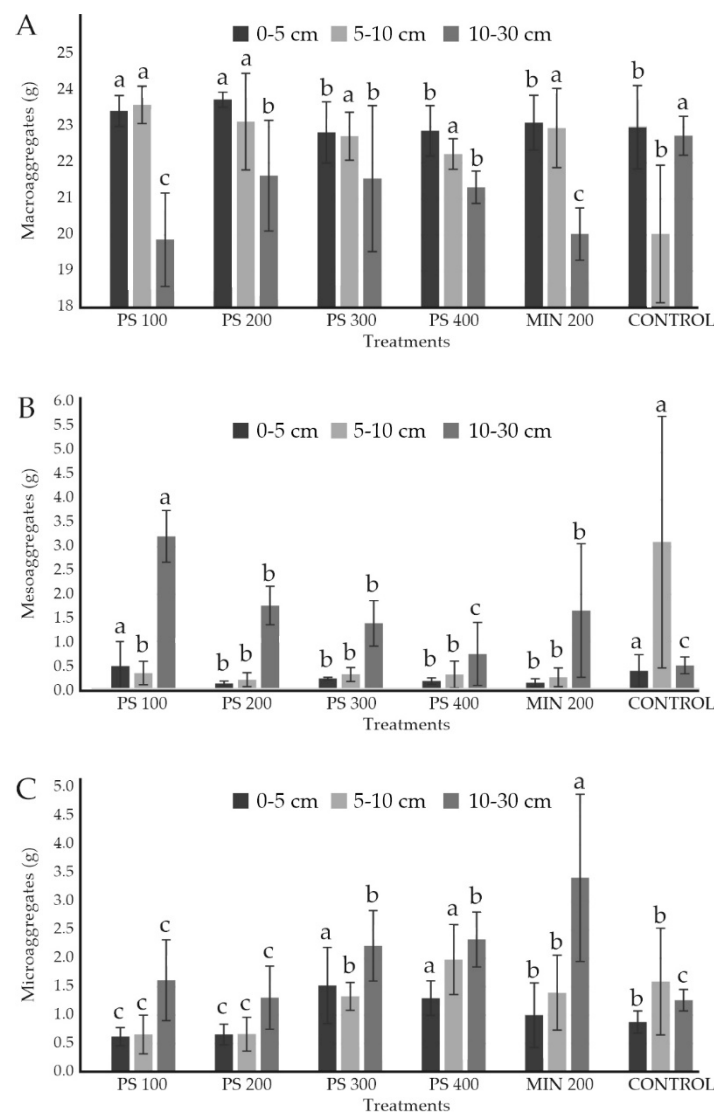 A
0-5 cm 5-10 cm 10-30 cm
Macroaggregates (g)
25
24
23
22
21
20
19
18
a a c
a a b
b a b
b a b
b a c
b b a
PS 100 PS 200 PS 300 PS 400 MIN 200 CONTROL
Treatments
B
0-5 cm 5-10 cm 10-30 cm
Mesoaggregates (g)
6.0
5.5
5.0
4.5
4.0
3.5
3.0
2.5
2.0
1.5
1.0
0.5
0.0
a b a
b b b
b b b
b b c
b b b
a a c
PS 100 PS 200 PS 300 PS 400 MIN 200 CONTROL
Treatments
C
0-5 cm 5-10 cm 10-30 cm
Microaggregates (g)
5.0
4.5
4.0
3.5
3.0
2.5
2.0
1.5
1.0
0.5
0.0
c c c
c c c
a b b
a a b
b b a
b b c
PS 100 PS 200 PS 300 PS 400 MIN 200 CONTROL
Treatments